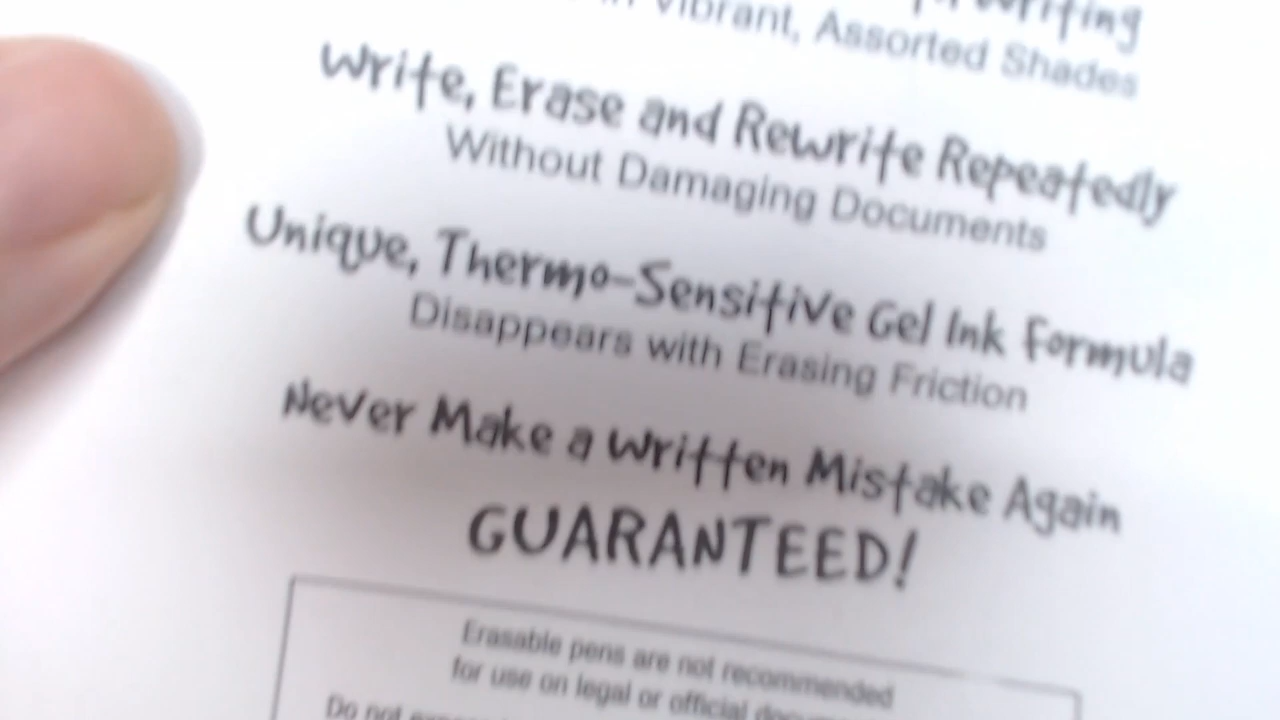 Vibrant, Assorted Shades
Write, Erase and Rewrite Repeatedly
Without Damaging Documents
Unique, Thermo-Sensitive Gel Ink Formula
Disappears with Erasing Friction
Never Make a Written Mistake Again
GUARANTEED!
Erasable pens are not recommended
for use on legal or official
Do not